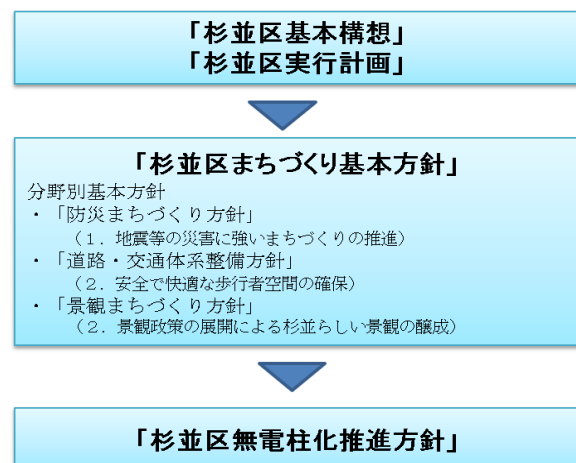 「杉並区基本構想」
「杉並区実行計画」
「杉並区まちづくり基本方針」
分野別基本方針
・「防災まちづくり方針」
（１．地震等の災害に強いまちづくりの推進）
・「道路・交通体系整備方針」
（２．安全で快適な歩行者空間の確保）
・「景観まちづくり方針」
（２．景観政策の展開による杉並らしい景観の醸成）
「杉並区無電柱化推進方針」